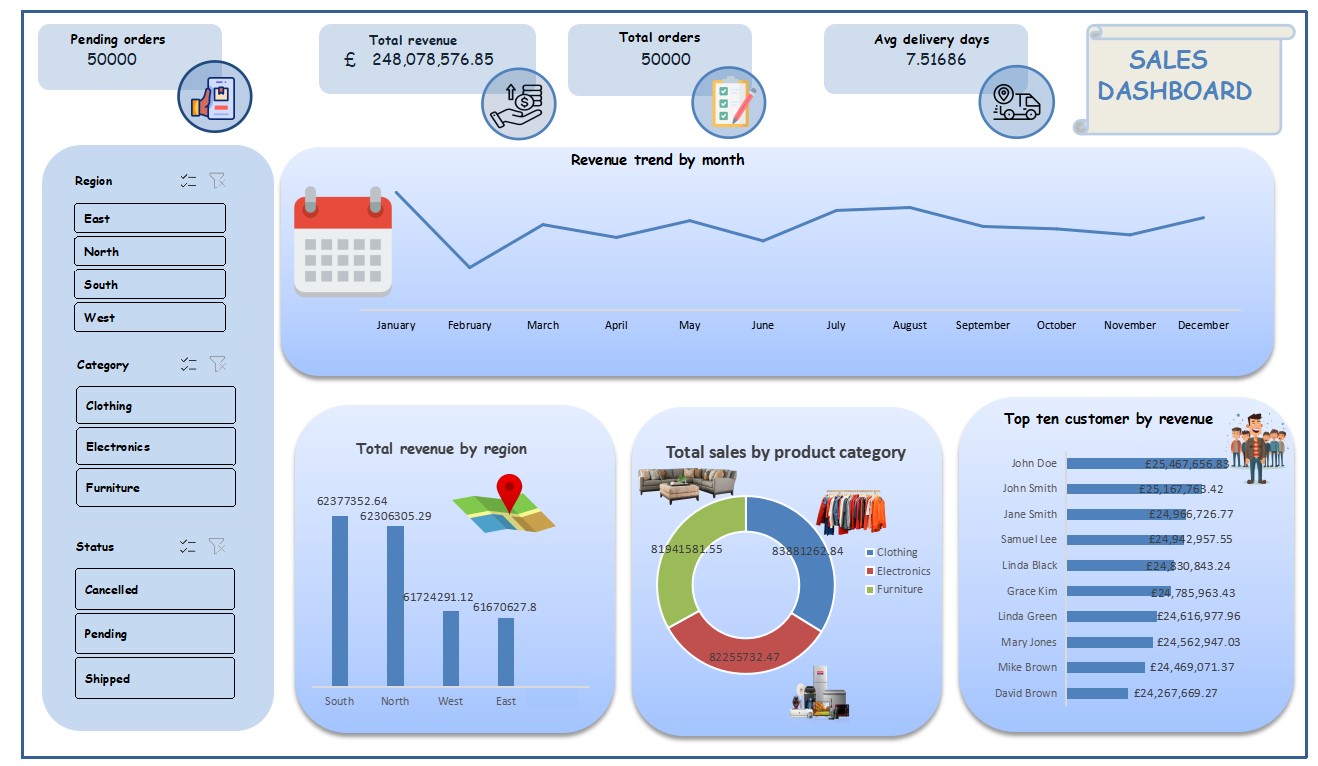 Pending orders
50000
Total revenue
£ 248,078,576.85
Total orders
50000
Avg delivery days
7.51686
SALES
DASHBOARD
Region
East
North
South
West
Category
Clothing
Electronics
Furniture
Status
Cancelled
Pending
Shipped
Revenue trend by month
January February March April May June July August September October November December
Total revenue by region
62377352.64
62306305.29
61724291.12
61670627.8
South North West East
Total sales by product category
81941581.55
83881262.84
82255732.47
Clothing
Electronics
Furniture
Top ten customer by revenue
John Doe £25,467,656.83
John Smith £25,167,763.42
Jane Smith £24,966,726.77
Samuel Lee £24,942,957.55
Linda Black £24,830,843.24
Grace Kim £24,785,963.43
Linda Green £24,616,977.96
Mary Jones £24,562,947.03
Mike Brown £24,469,071.37
David Brown £24,267,669.27